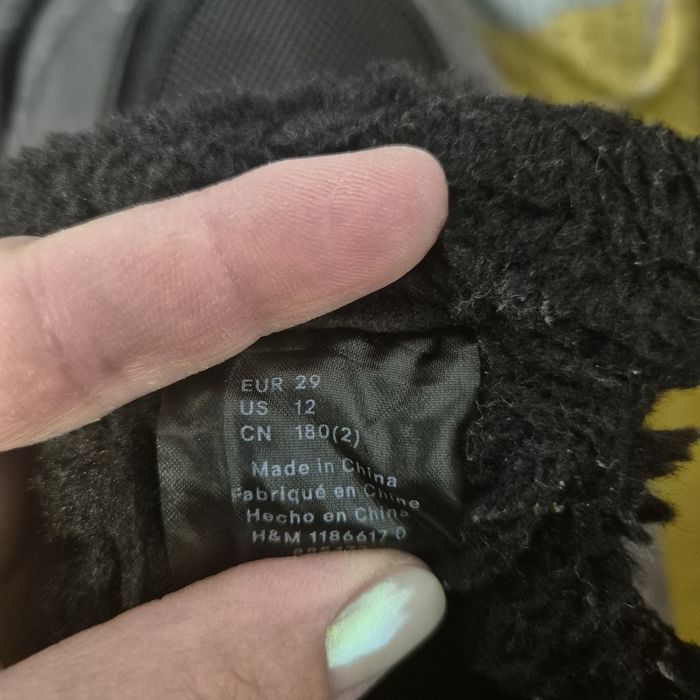 EUR 29
US 12
CN 180(2)
Made in China
Fabriqué en Chine
Hecho en China
H&M 1186617 0